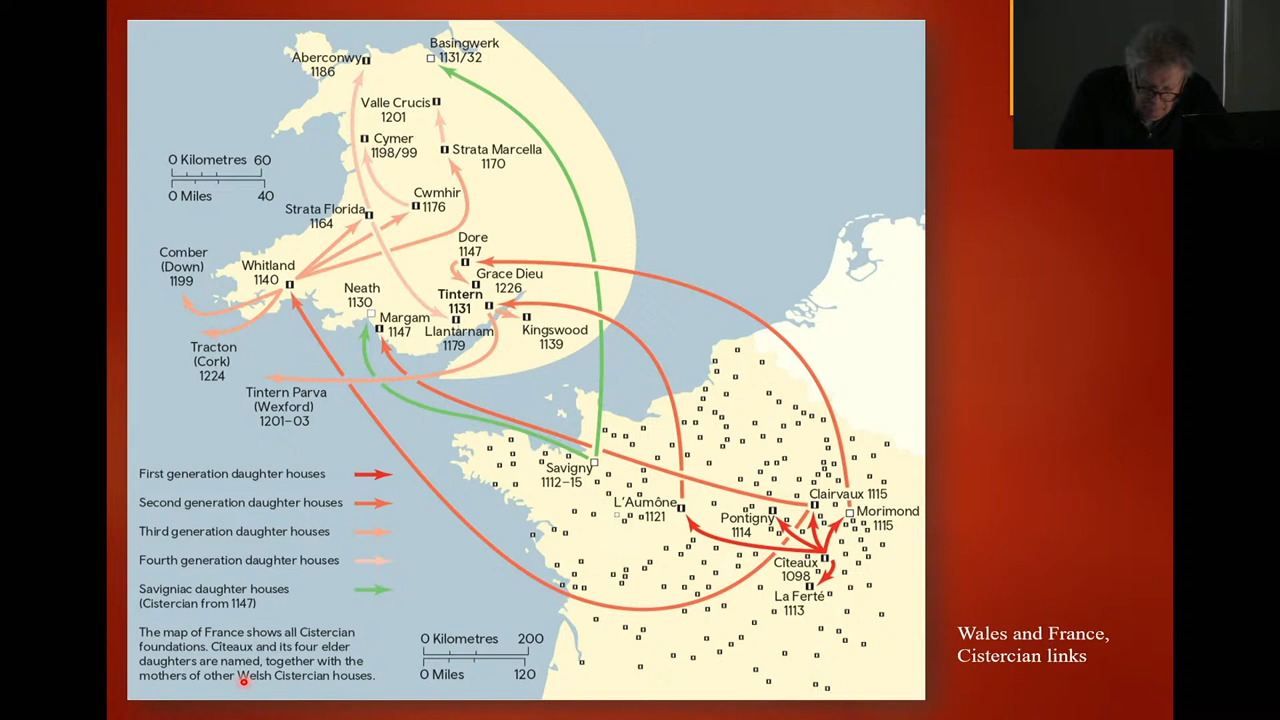 Aberconwy
1186
Basingwerk
1131/32
Valle Crucis
1201
Cymer
1198/99
Strata Marcella
1170
0 Kilometres 60
0 Miles 40
Cwmhir
1176
Strata Florida
1164
Dore
1147
Comber
(Down)
1199
Whitland
1140
Grace Dieu
1226
Neath
1130
Tintern
1131
Margam
1147
Llantarnam
1179
Kingswood
1139
Tracton
(Cork)
1224
Tintern Parva
(Wexford)
1201–03
Savigny
1112–15
L'Aumône
1121
Clairvaux 1115
Pontigny
1114
Morimond
1115
Cîteaux
1098
La Ferté
1113
First generation daughter houses
Second generation daughter houses
Third generation daughter houses
Fourth generation daughter houses
Savigniac daughter houses
(Cistercian from 1147)
The map of France shows all Cistercian
foundations. Cîteaux and its four elder
daughters are named, together with the
mothers of other Welsh Cistercian houses.
0 Kilometres 200
0 Miles 120
Wales and France,
Cistercian links